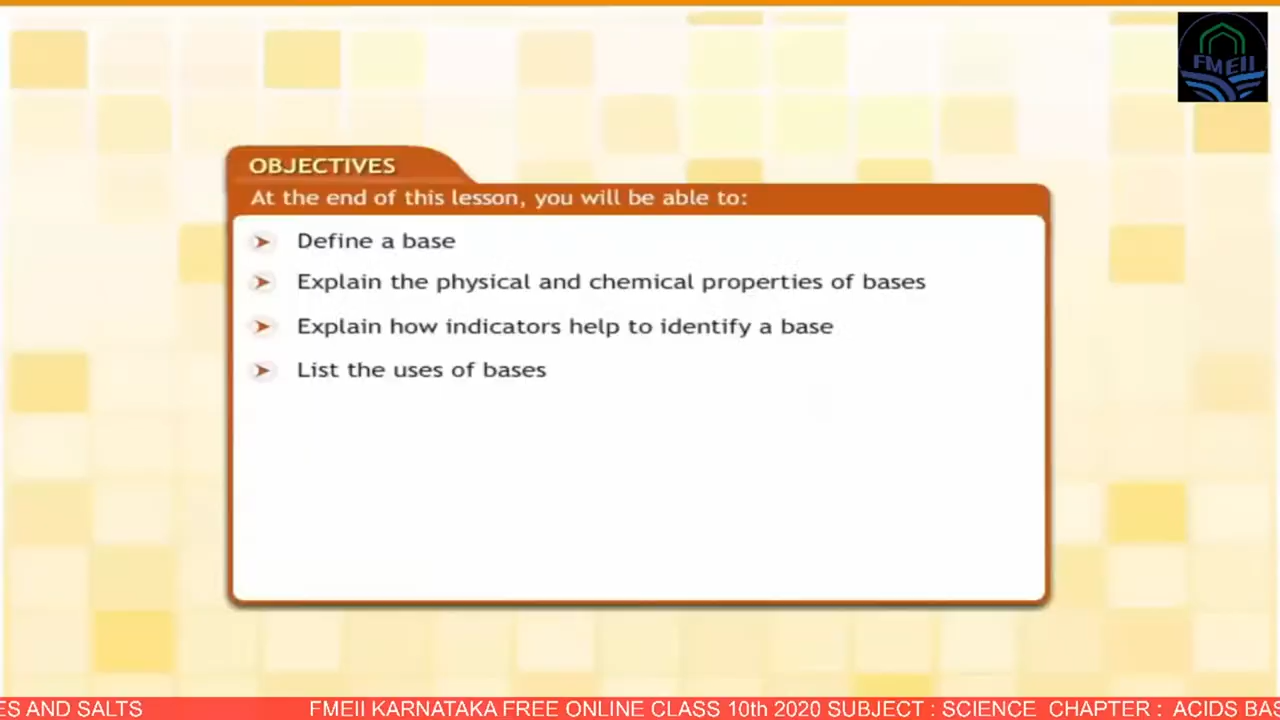 FMEII
OBJECTIVES
At the end of this lesson, you will be able to:
Define a base
Explain the physical and chemical properties of bases
Explain how indicators help to identify a base
List the uses of bases
ES AND SALTS FMEII KARNATAKA FREE ONLINE CLASS 10th 2020 SUBJECT : SCIENCE CHAPTER : ACIDS BAS